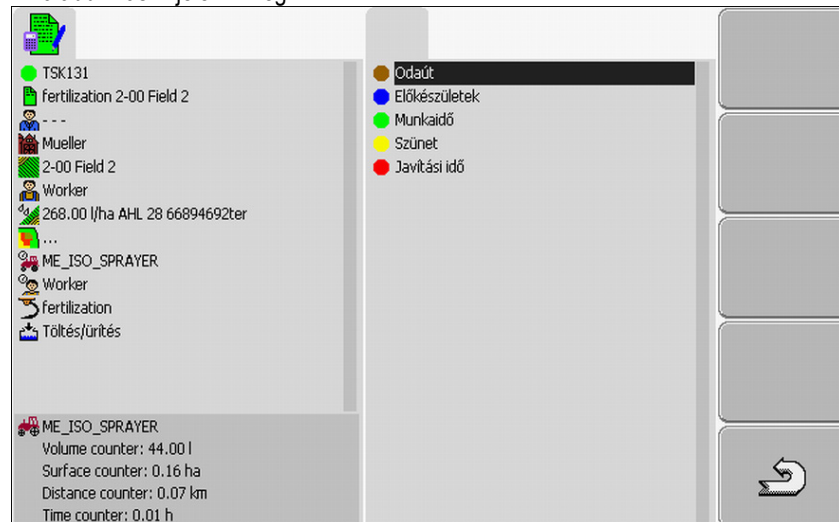 TSK131
fertilization 2-00 Field 2
- - -
Mueller
2-00 Field 2
Worker
268.00 l/ha AHL 28 66894692ter
...
ME_ISO_SPRAYER
Worker
fertilization
Töltés/ürítés
ME_ISO_SPRAYER
Volume counter: 44.00 l
Surface counter: 0.16 ha
Distance counter: 0.07 km
Time counter: 0.01 h
Odaút
Előkészületek
Munkaidő
Szünet
Javítási idő